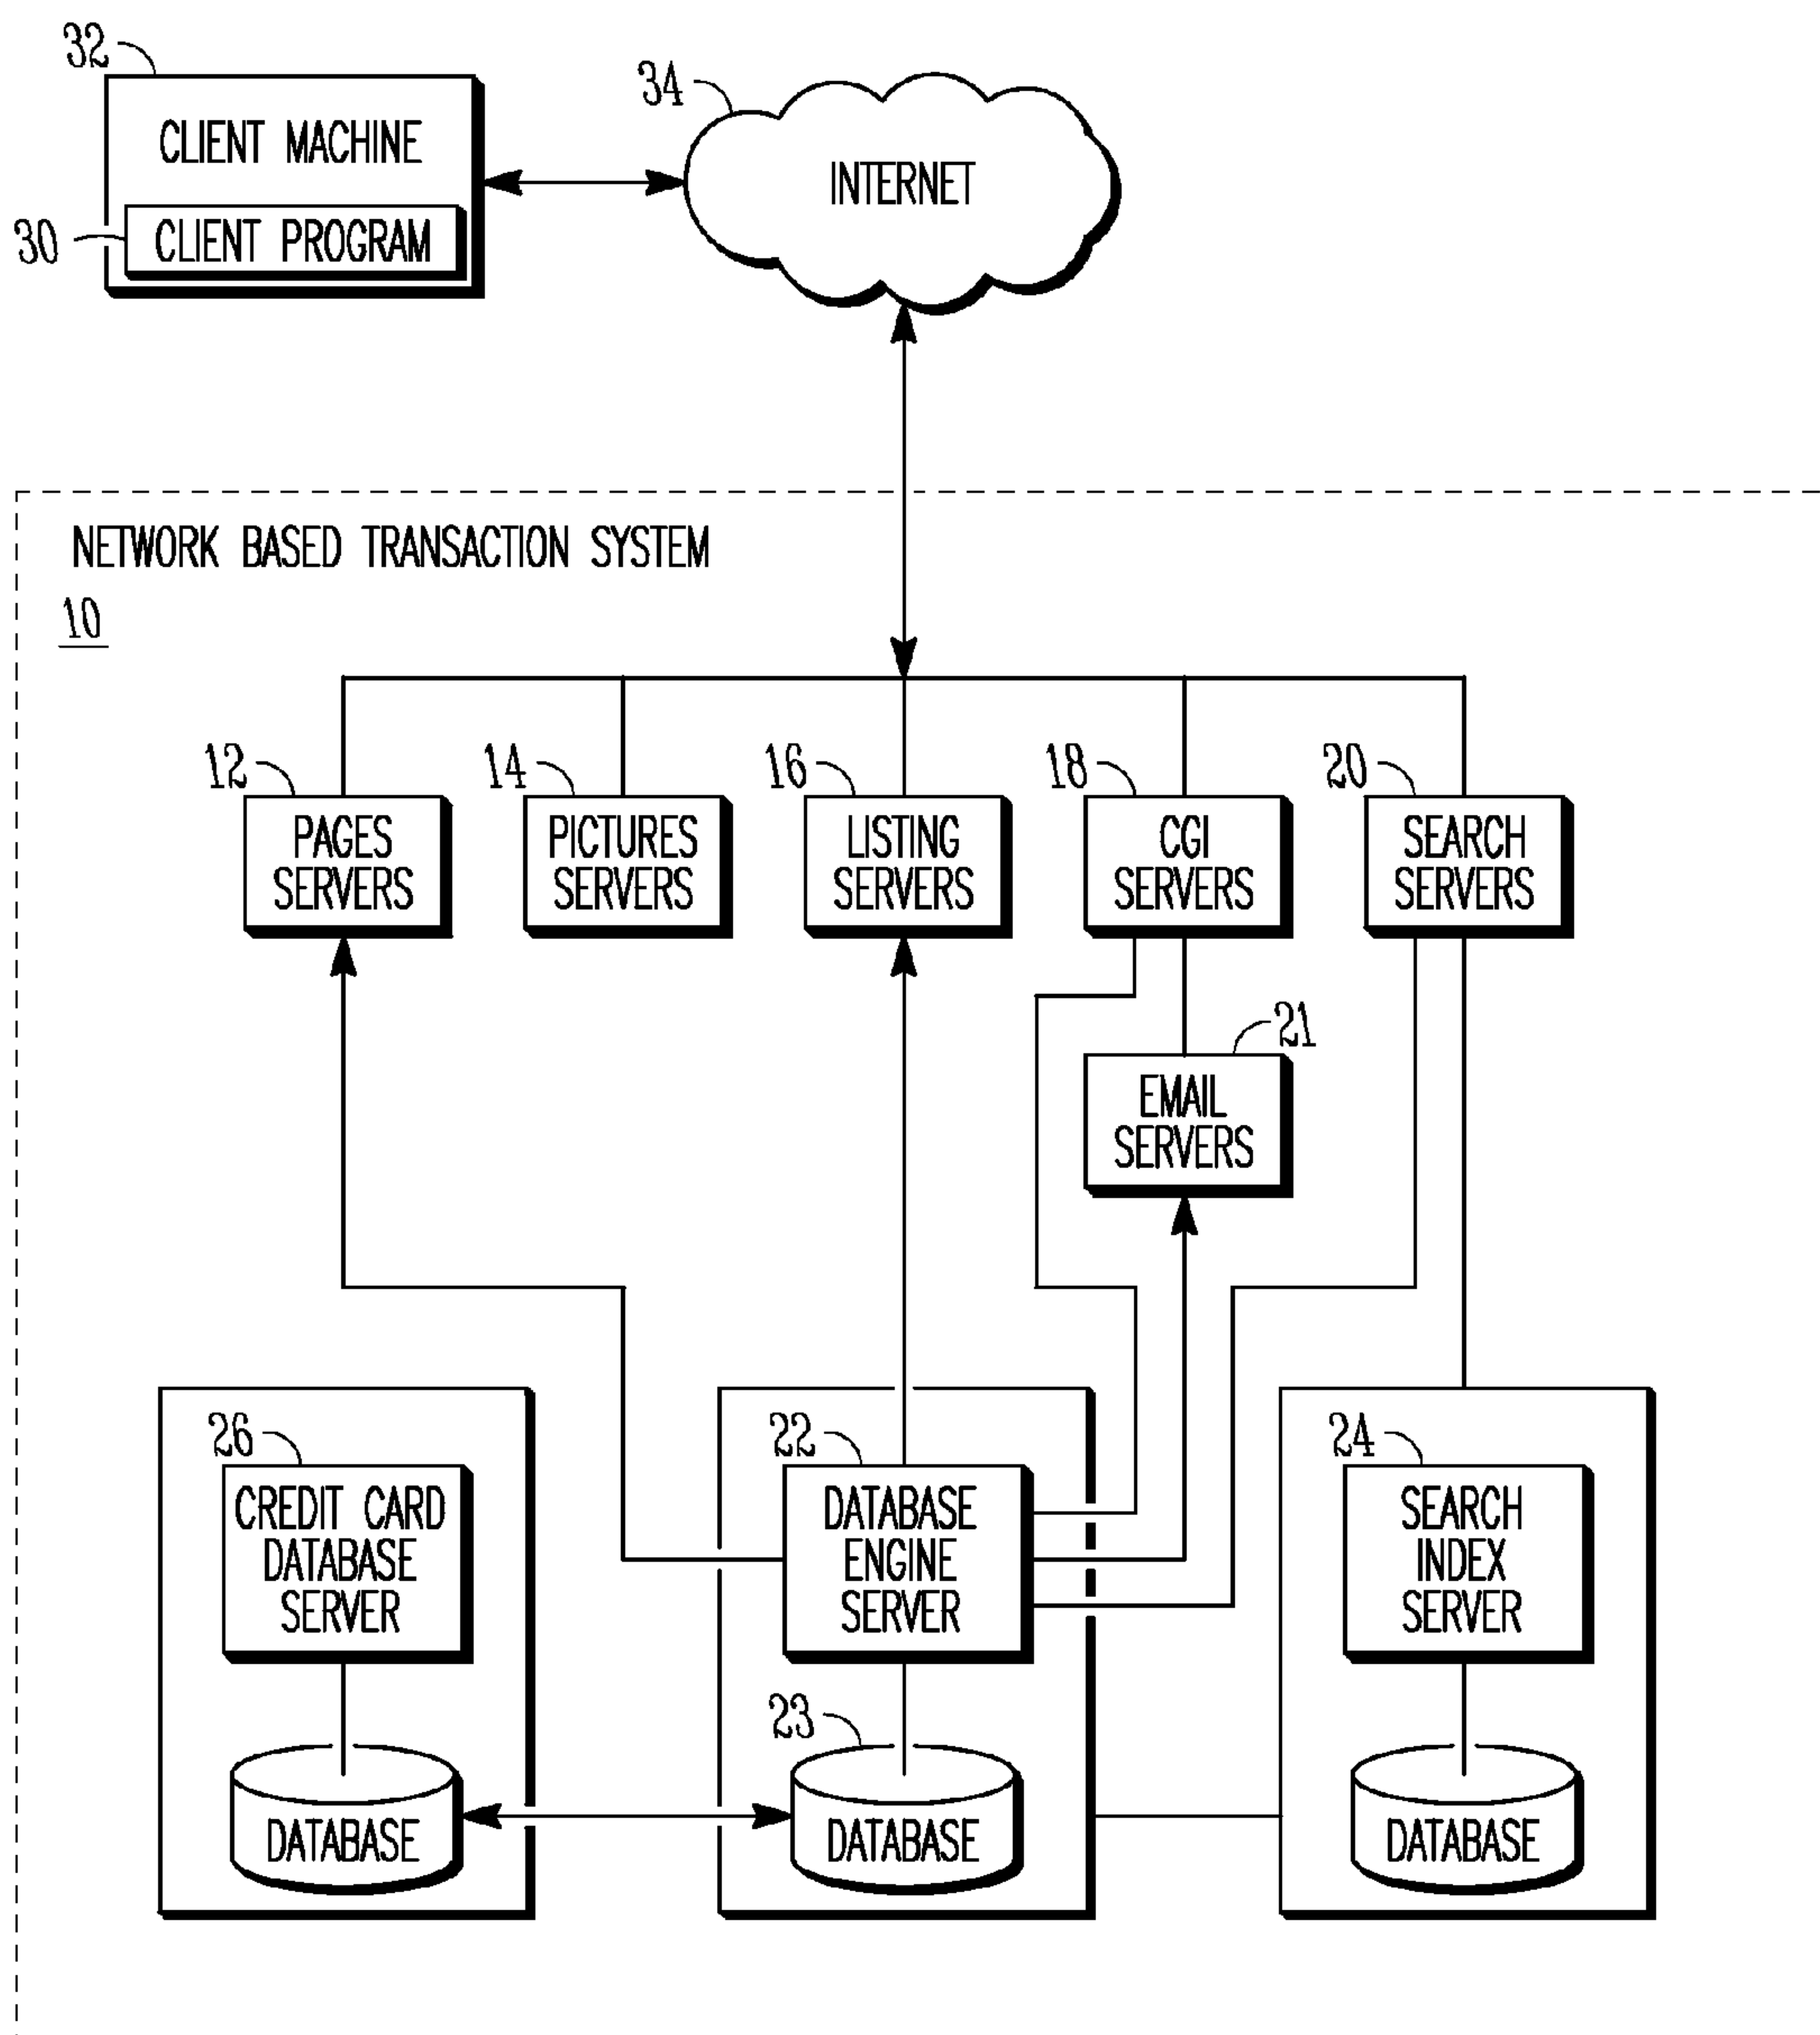 32
CLIENT MACHINE
30
CLIENT PROGRAM
34
INTERNET
NETWORK BASED TRANSACTION SYSTEM
10
12
PAGES
SERVERS
14
PICTURES
SERVERS
16
LISTING
SERVERS
18
CGI
SERVERS
20
SEARCH
SERVERS
21
EMAIL
SERVERS
26
CREDIT CARD
DATABASE
SERVER
DATABASE
22
DATABASE
ENGINE
SERVER
23
DATABASE
24
SEARCH
INDEX
SERVER
DATABASE